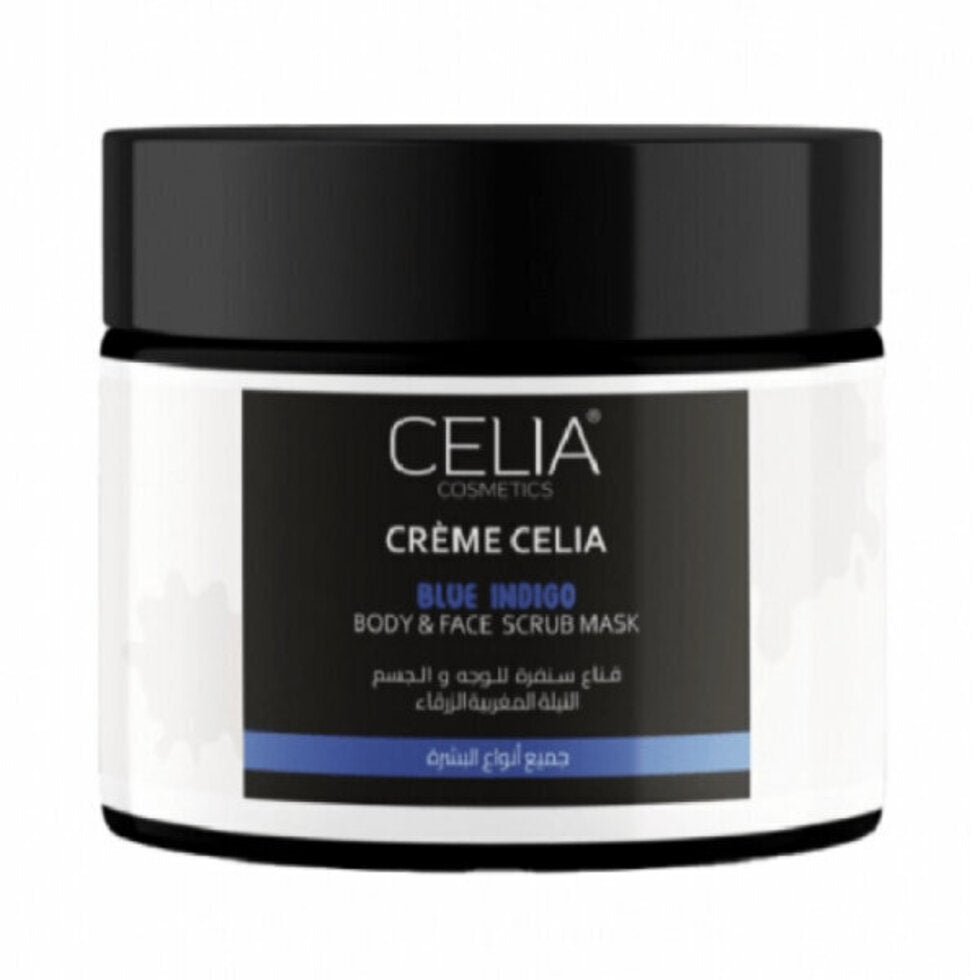 CELIA®
COSMETICS
CRÈME CELIA
BLUE INDIGO
BODY & FACE SCRUB MASK
قناع سنفرة للوجه و الجسم
النيلة المغربية الزرقاء
جميع أنواع البشرة